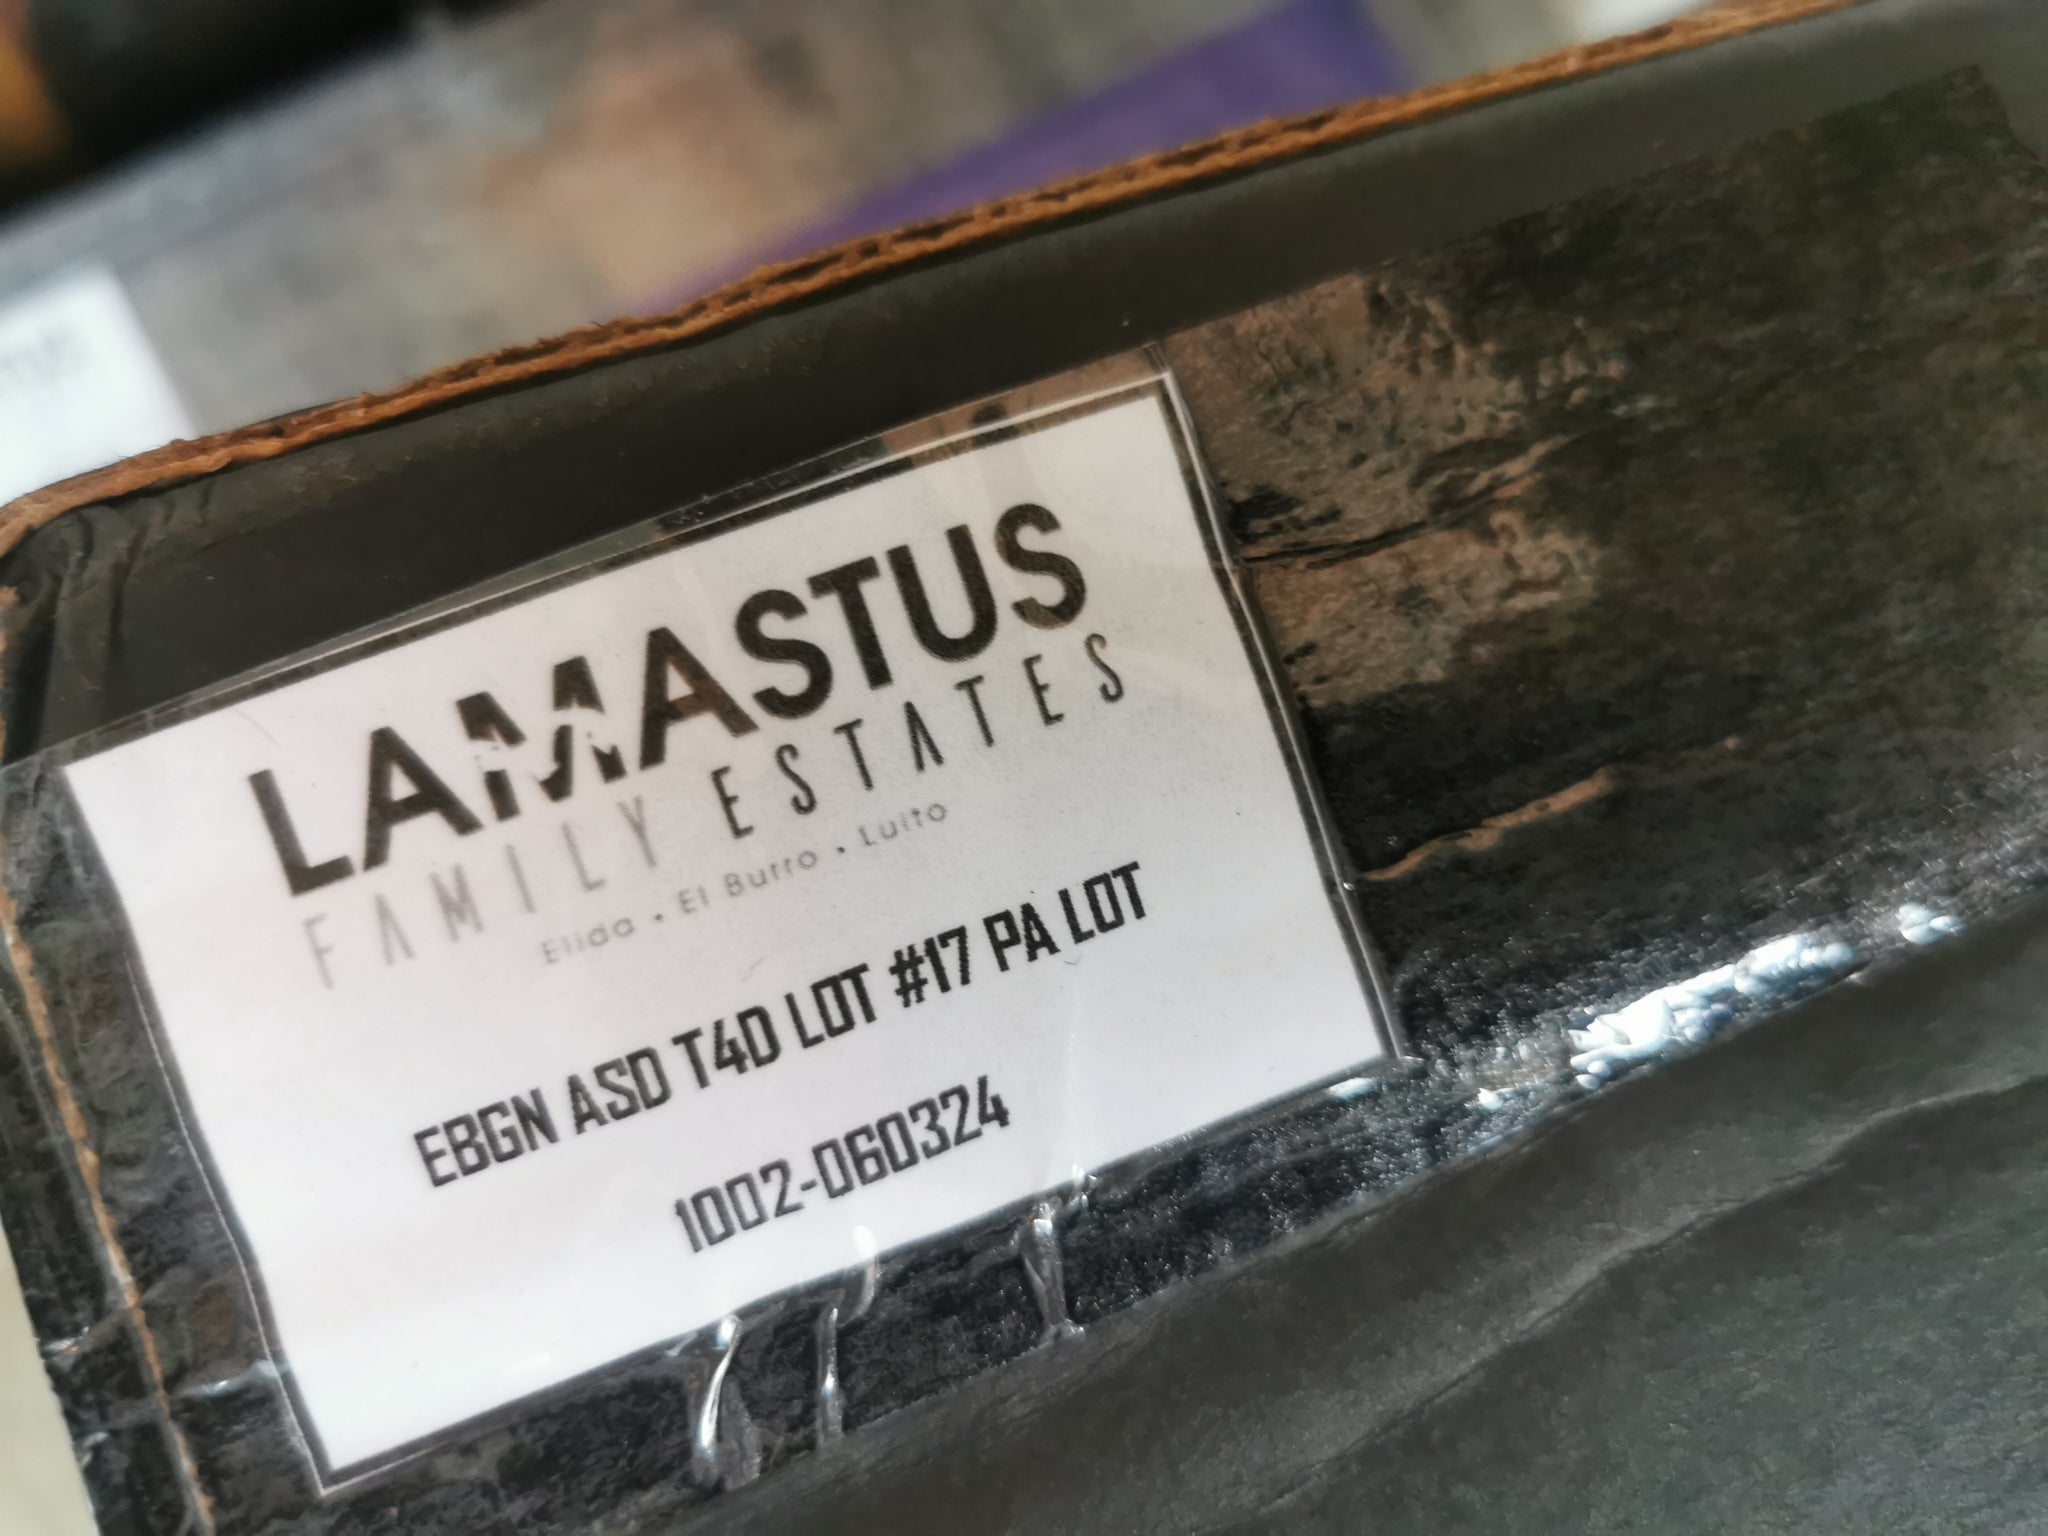 LAMASTUS
FAMILY ESTATES
Elida • El Burro • Luito
EBGN ASD T4D LOT #17 PA LOT
1002-060324